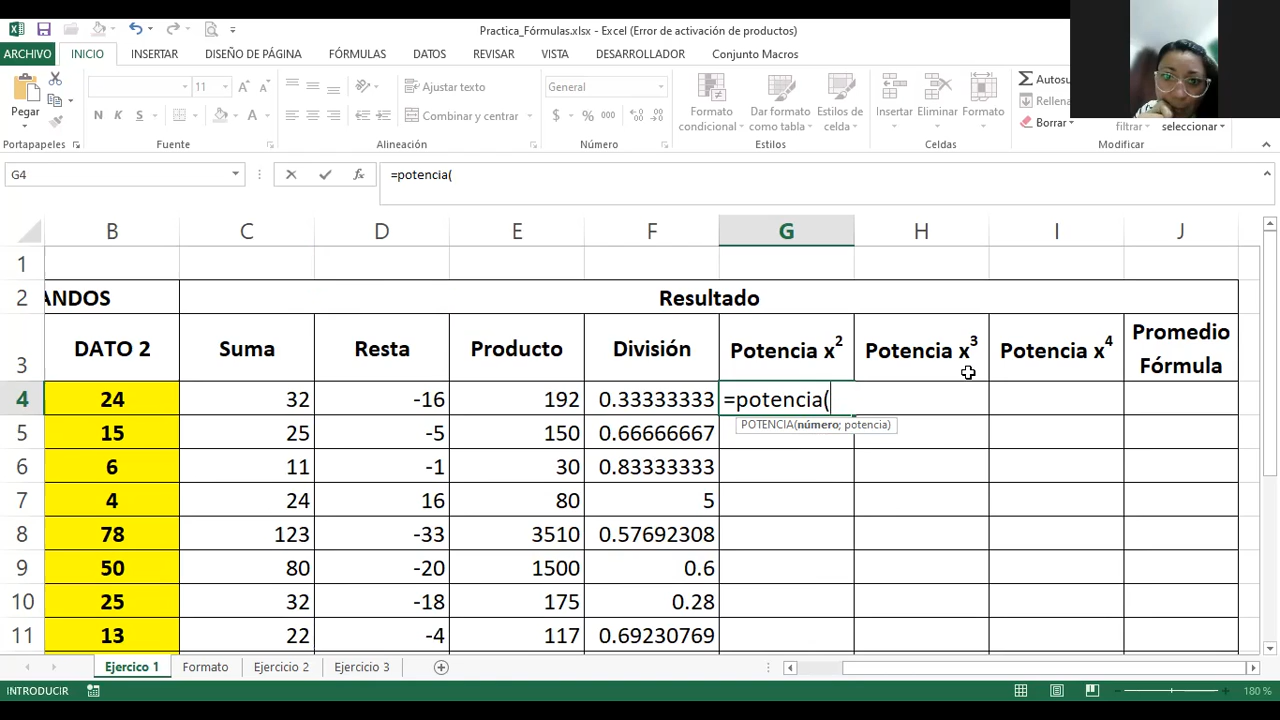 Practica_Fórmulas.xlsx - Excel (Error de activación de productos)
ARCHIVO INICIO INSERTAR DISEÑO DE PÁGINA FÓRMULAS DATOS REVISAR VISTA DESARROLLADOR Conjunto Macros
Pegar
11
Ajustar texto
General
Combinar y centrar
Formato condicional
Dar formato como tabla
Estilos de celda
Insertar
Eliminar
Formato
Borrar
filtrar
seleccionar
Portapapeles Fuente Alineación Número Estilos Celdas Modificar
G4
=potencia(
B C D E F G H I J
1
2 ANDOS Resultado
3 DATO 2 Suma Resta Producto División Potencia x² Potencia x³ Potencia x⁴ Promedio Fórmula
4 24 32 -16 192 0.33333333 =potencia(
POTENCIA(número; potencia)
5 15 25 -5 150 0.66666667
6 6 11 -1 30 0.83333333
7 4 24 16 80 5
8 78 123 -33 3510 0.57692308
9 50 80 -20 1500 0.6
10 25 32 -18 175 0.28
11 13 22 -4 117 0.69230769
Ejercico 1 Formato Ejercicio 2 Ejercicio 3
INTRODUCIR
180 %